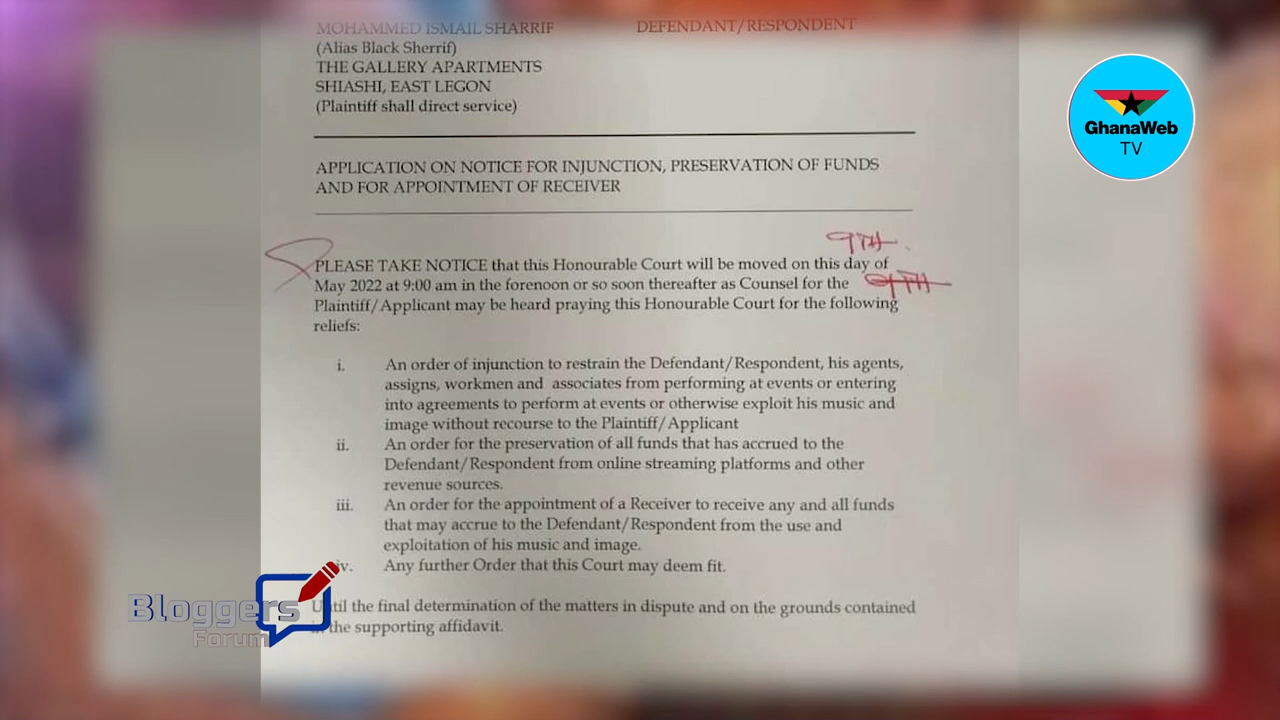 MOHAMMED ISMAIL SHARRIF DEFENDANT/RESPONDENT
(Alias Black Sherrif)
THE GALLERY APARTMENTS
SHIASHI, EAST LEGON
(Plaintiff shall direct service)
GhanaWeb
TV
APPLICATION ON NOTICE FOR INJUNCTION, PRESERVATION OF FUNDS
AND FOR APPOINTMENT OF RECEIVER
9TH.
PLEASE TAKE NOTICE that this Honourable Court will be moved on this day of
May 2022 at 9:00 am in the forenoon or so soon thereafter as Counsel for the
Plaintiff/Applicant may be heard praying this Honourable Court for the following
reliefs:
i. An order of injunction to restrain the Defendant/Respondent, his agents,
assigns, workmen and associates from performing at events or entering
into agreements to perform at events or otherwise exploit his music and
image without recourse to the Plaintiff/Applicant
ii. An order for the preservation of all funds that has accrued to the
Defendant/Respondent from online streaming platforms and other
revenue sources.
iii. An order for the appointment of a Receiver to receive any and all funds
that may accrue to the Defendant/Respondent from the use and
exploitation of his music and image.
iv. Any further Order that this Court may deem fit.
Until the final determination of the matters in dispute and on the grounds contained
the supporting affidavit.
Bloggers
Forum